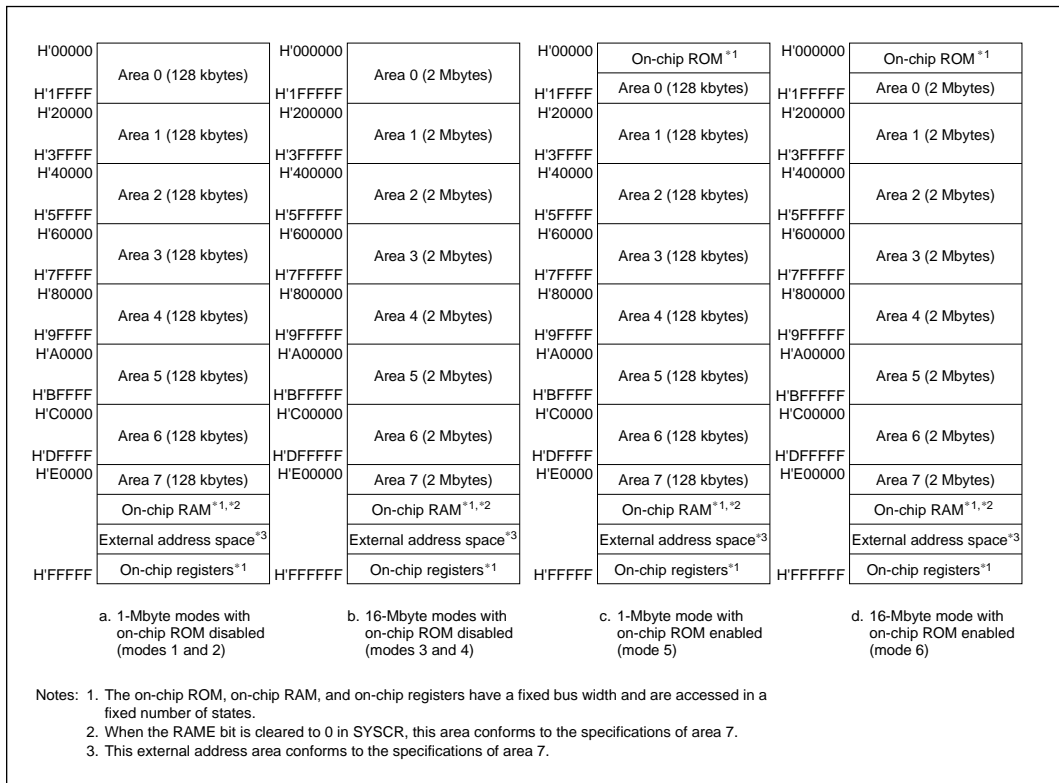 H'00000
Area 0 (128 kbytes)
H'1FFFF
H'20000
Area 1 (128 kbytes)
H'3FFFF
H'40000
Area 2 (128 kbytes)
H'5FFFF
H'60000
Area 3 (128 kbytes)
H'7FFFF
H'80000
Area 4 (128 kbytes)
H'9FFFF
H'A0000
Area 5 (128 kbytes)
H'BFFFF
H'C0000
Area 6 (128 kbytes)
H'DFFFF
H'E0000
Area 7 (128 kbytes)
On-chip RAM*1,*2
External address space*3
On-chip registers*1
H'FFFFF
a. 1-Mbyte modes with
on-chip ROM disabled
(modes 1 and 2)
H'000000
Area 0 (2 Mbytes)
H'1FFFFF
H'200000
Area 1 (2 Mbytes)
H'3FFFFF
H'400000
Area 2 (2 Mbytes)
H'5FFFFF
H'600000
Area 3 (2 Mbytes)
H'7FFFFF
H'800000
Area 4 (2 Mbytes)
H'9FFFFF
H'A00000
Area 5 (2 Mbytes)
H'BFFFFF
H'C00000
Area 6 (2 Mbytes)
H'DFFFFF
H'E00000
Area 7 (2 Mbytes)
On-chip RAM*1,*2
External address space*3
On-chip registers*1
H'FFFFFF
b. 16-Mbyte modes with
on-chip ROM disabled
(modes 3 and 4)
H'00000
On-chip ROM*1
Area 0 (128 kbytes)
H'1FFFF
H'20000
Area 1 (128 kbytes)
H'3FFFF
H'40000
Area 2 (128 kbytes)
H'5FFFF
H'60000
Area 3 (128 kbytes)
H'7FFFF
H'80000
Area 4 (128 kbytes)
H'9FFFF
H'A0000
Area 5 (128 kbytes)
H'BFFFF
H'C0000
Area 6 (128 kbytes)
H'DFFFF
H'E0000
Area 7 (128 kbytes)
On-chip RAM*1,*2
External address space*3
On-chip registers*1
H'FFFFF
c. 1-Mbyte mode with
on-chip ROM enabled
(mode 5)
H'000000
On-chip ROM*1
Area 0 (2 Mbytes)
H'1FFFFF
H'200000
Area 1 (2 Mbytes)
H'3FFFFF
H'400000
Area 2 (2 Mbytes)
H'5FFFFF
H'600000
Area 3 (2 Mbytes)
H'7FFFFF
H'800000
Area 4 (2 Mbytes)
H'9FFFFF
H'A00000
Area 5 (2 Mbytes)
H'BFFFFF
H'C00000
Area 6 (2 Mbytes)
H'DFFFFF
H'E00000
Area 7 (2 Mbytes)
On-chip RAM*1,*2
External address space*3
On-chip registers*1
H'FFFFFF
d. 16-Mbyte mode with
on-chip ROM enabled
(mode 6)
Notes: 1. The on-chip ROM, on-chip RAM, and on-chip registers have a fixed bus width and are accessed in a
fixed number of states.
2. When the RAME bit is cleared to 0 in SYSCR, this area conforms to the specifications of area 7.
3. This external address area conforms to the specifications of area 7.